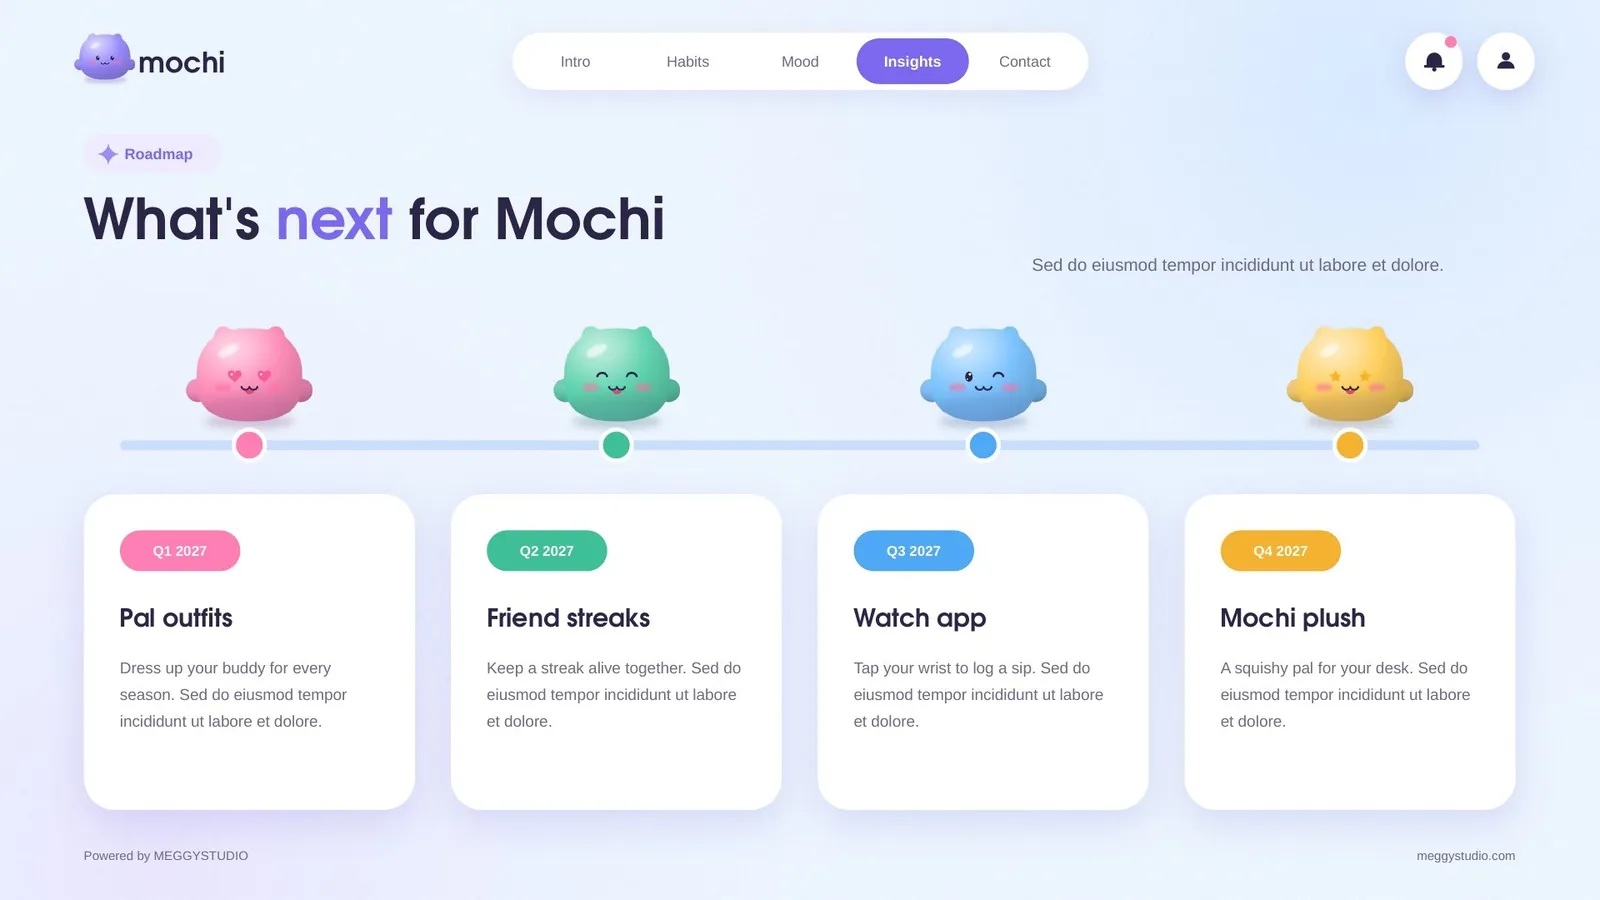 mochi
Intro
Habits
Mood
Insights
Contact
Roadmap
What's next for Mochi
Sed do eiusmod tempor incididunt ut labore et dolore.
Q1 2027
Pal outfits
Dress up your buddy for every
season. Sed do eiusmod tempor
incididunt ut labore et dolore.
Q2 2027
Friend streaks
Keep a streak alive together. Sed do
eiusmod tempor incididunt ut labore
et dolore.
Q3 2027
Watch app
Tap your wrist to log a sip. Sed do
eiusmod tempor incididunt ut labore
et dolore.
Q4 2027
Mochi plush
A squishy pal for your desk. Sed do
eiusmod tempor incididunt ut labore
et dolore.
Powered by MEGGYSTUDIO
meggystudio.com